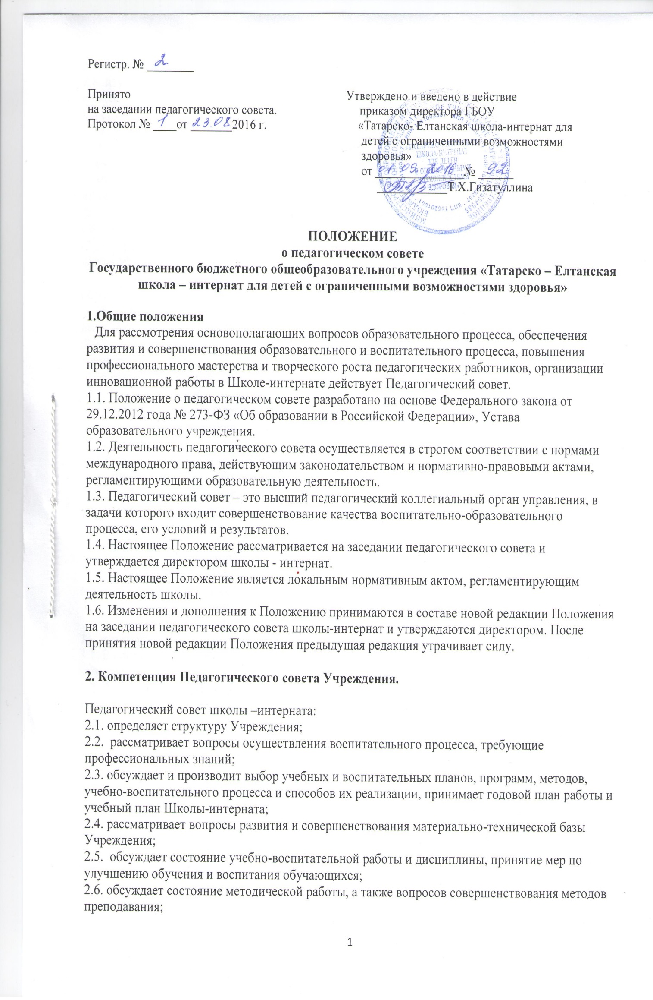 Регистр. № 2
Принято
на заседании педагогического совета.
Протокол № 1 от 23.08 2016 г.
Утверждено и введено в действие
приказом директора ГБОУ
«Татарско- Елтанская школа-интернат для
детей с ограниченными возможностями
здоровья»
от 01 09. 2016 № 92
Т.Х.Гизатуллина
ШКОЛА-ИНТЕРНАТ
ДЛЯ ДЕТЕЙ
ВОЗМОЖНОСТЯМИ
ЗДОРОВЬЯ»
ПОЛОЖЕНИЕ
о педагогическом совете
Государственного бюджетного общеобразовательного учреждения «Татарско – Елтанская
школа – интернат для детей с ограниченными возможностями здоровья»
1.Общие положения
Для рассмотрения основополагающих вопросов образовательного процесса, обеспечения
развития и совершенствования образовательного и воспитательного процесса, повышения
профессионального мастерства и творческого роста педагогических работников, организации
инновационной работы в Школе-интернате действует Педагогический совет.
1.1. Положение о педагогическом совете разработано на основе Федерального закона от
29.12.2012 года № 273-ФЗ «Об образовании в Российской Федерации», Устава
образовательного учреждения.
1.2. Деятельность педагогического совета осуществляется в строгом соответствии с нормами
международного права, действующим законодательством и нормативно-правовыми актами,
регламентирующими образовательную деятельность.
1.3. Педагогический совет – это высший педагогический коллегиальный орган управления, в
задачи которого входит совершенствование качества воспитательно-образовательного
процесса, его условий и результатов.
1.4. Настоящее Положение рассматривается на заседании педагогического совета и
утверждается директором школы - интернат.
1.5. Настоящее Положение является локальным нормативным актом, регламентирующим
деятельность школы.
1.6. Изменения и дополнения к Положению принимаются в составе новой редакции Положения
на заседании педагогического совета школы-интернат и утверждаются директором. После
принятия новой редакции Положения предыдущая редакция утрачивает силу.
2. Компетенция Педагогического совета Учреждения.
Педагогический совет школы –интерната:
2.1. определяет структуру Учреждения;
2.2. рассматривает вопросы осуществления воспитательного процесса, требующие
профессиональных знаний;
2.3. обсуждает и производит выбор учебных и воспитательных планов, программ, методов,
учебно-воспитательного процесса и способов их реализации, принимает годовой план работы и
учебный план Школы-интерната;
2.4. рассматривает вопросы развития и совершенствования материально-технической базы
Учреждения;
2.5. обсуждает состояние учебно-воспитательной работы и дисциплины, принятие мер по
улучшению обучения и воспитания обучающихся;
2.6. обсуждает состояние методической работы, а также вопросов совершенствования методов
преподавания;
1